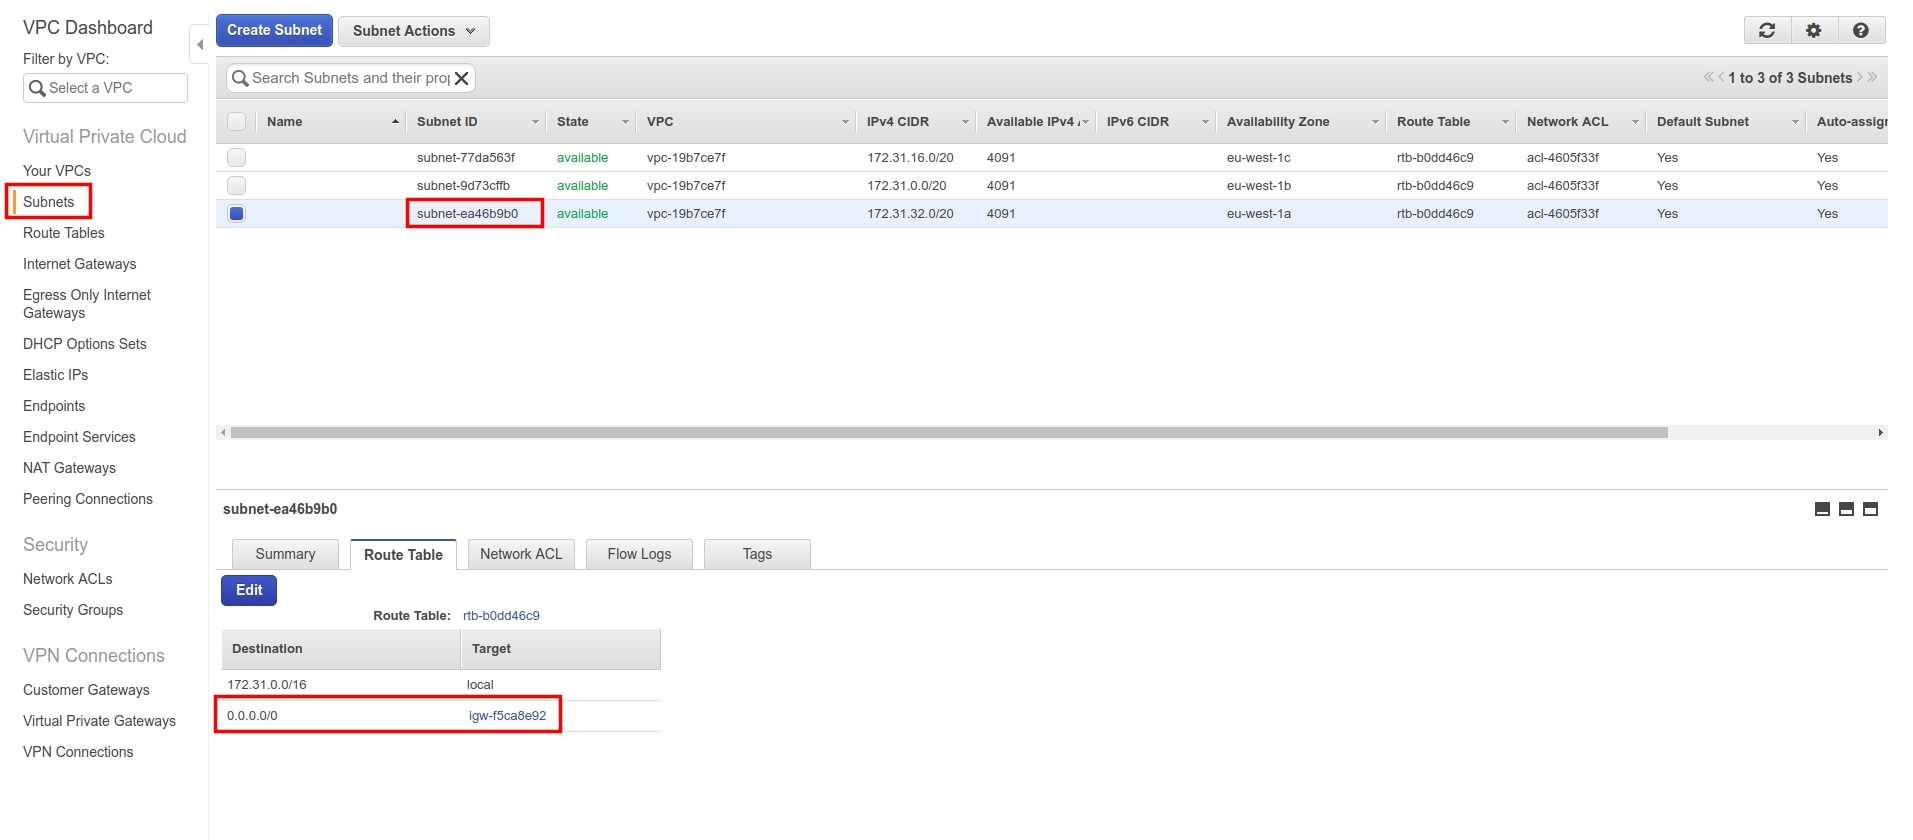 VPC Dashboard
Filter by VPC:
Select a VPC
Virtual Private Cloud
Your VPCs
Subnets
Route Tables
Internet Gateways
Egress Only Internet
Gateways
DHCP Options Sets
Elastic IPs
Endpoints
Endpoint Services
NAT Gateways
Peering Connections
Security
Network ACLs
Security Groups
VPN Connections
Customer Gateways
Virtual Private Gateways
VPN Connections
Create Subnet Subnet Actions
Search Subnets and their prop 1 to 3 of 3 Subnets
Name Subnet ID State VPC IPv4 CIDR Available IPv4 IPv6 CIDR Availability Zone Route Table Network ACL Default Subnet Auto-assign
subnet-77da563f available vpc-19b7ce7f 172.31.16.0/20 4091 eu-west-1c rtb-b0dd46c9 acl-4605f33f Yes Yes
subnet-9d73cffb available vpc-19b7ce7f 172.31.0.0/20 4091 eu-west-1b rtb-b0dd46c9 acl-4605f33f Yes Yes
subnet-ea46b9b0 available vpc-19b7ce7f 172.31.32.0/20 4091 eu-west-1a rtb-b0dd46c9 acl-4605f33f Yes Yes
subnet-ea46b9b0
Summary Route Table Network ACL Flow Logs Tags
Edit
Route Table: rtb-b0dd46c9
Destination Target
172.31.0.0/16 local
0.0.0.0/0 igw-f5ca8e92